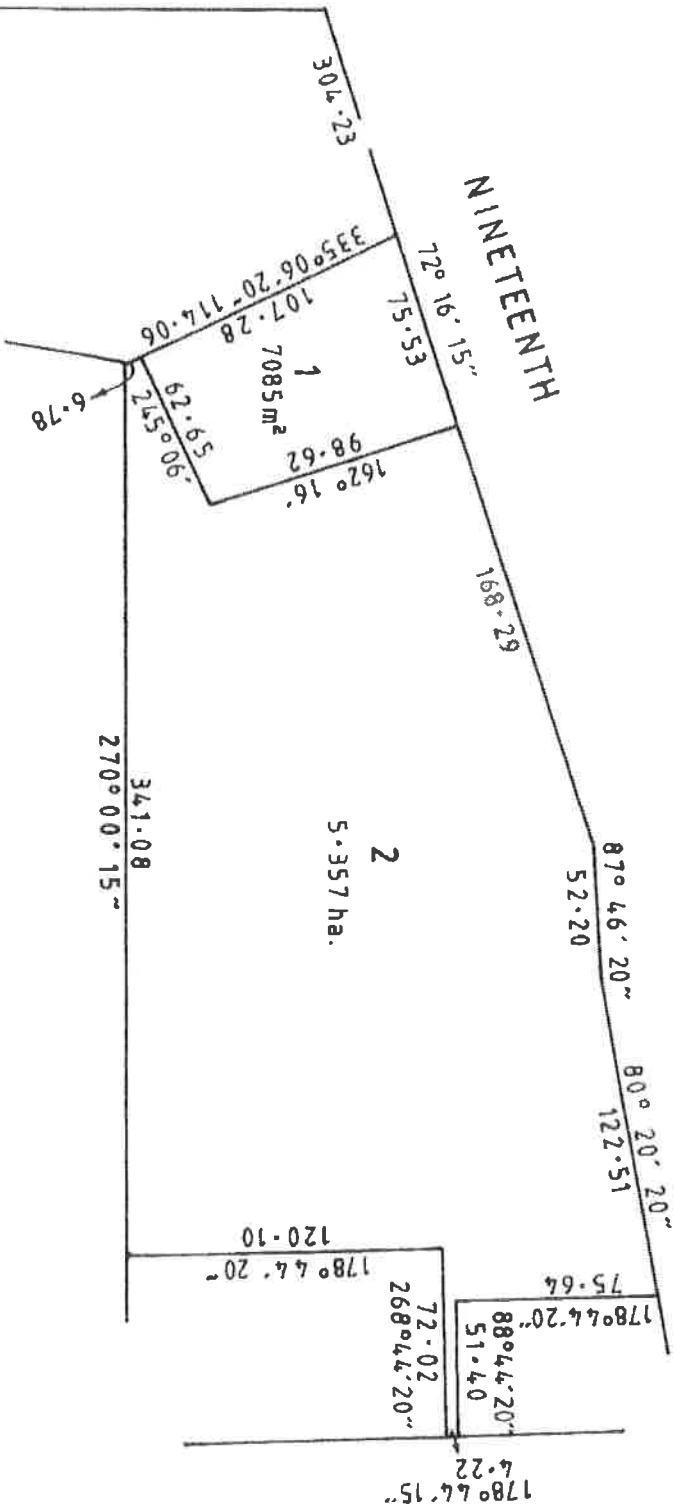 304·23
NINETEENTH
72° 16′ 15″
75·53
335° 06′ 20″ 114·06
107·28
1
7085 m²
98·62
162° 16′
62·65
245° 06′
6·78
168·29
87° 46′ 20″
52·20
80° 20′ 20″
122·51
2
5·357 ha.
341·08
270° 00′ 15″
120·10
178° 44′ 20″
75·64
178° 44′ 20″
88° 44′ 20″
51·40
72·02
268° 44′ 20″
4·22
178° 44′ 15″